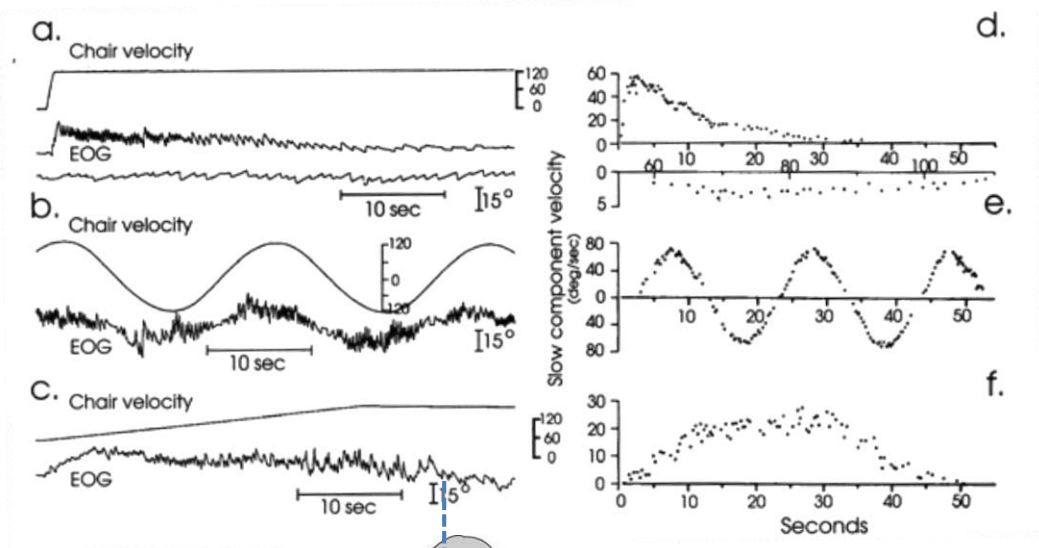 a.
Chair velocity
120
60
0
EOG
10 sec
15°
b.
Chair velocity
120
0
120
EOG
15°
10 sec
c.
Chair velocity
120
60
0
EOG
15°
10 sec
d.
60
40
20
0
10 20 30 40 50
60 80 100
0
5
e.
Slow component velocity
(deg/sec)
80
40
0
40
80
10 20 30 40 50
f.
30
20
10
0
0 10 20 30 40 50
Seconds